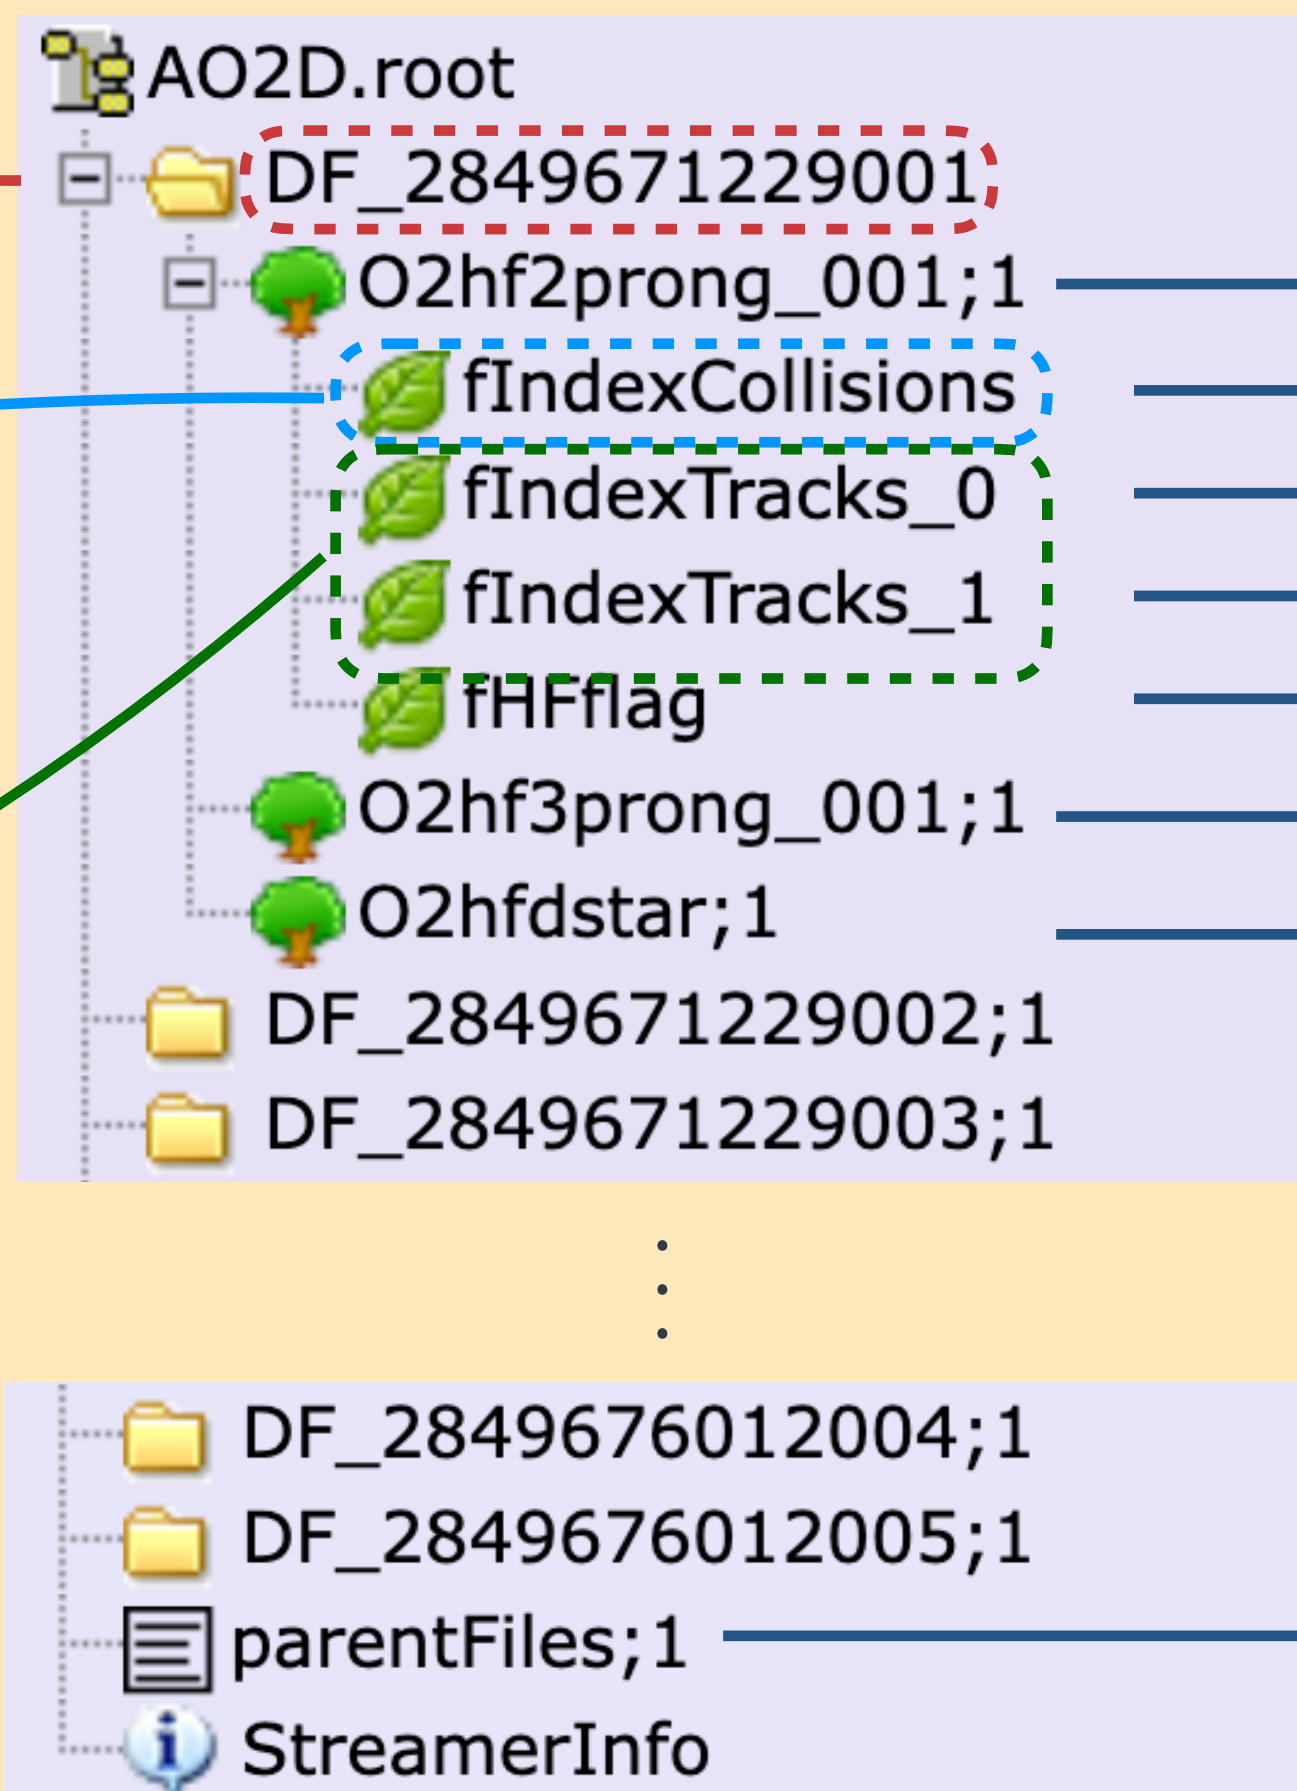 AO2D.root
DF_2849671229001
O2hf2prong_001;1
fIndexCollisions
fIndexTracks_0
fIndexTracks_1
fHFflag
O2hf3prong_001;1
O2hfdstar;1
DF_2849671229002;1
DF_2849671229003;1
DF_2849676012004;1
DF_2849676012005;1
parentFiles;1
StreamerInfo